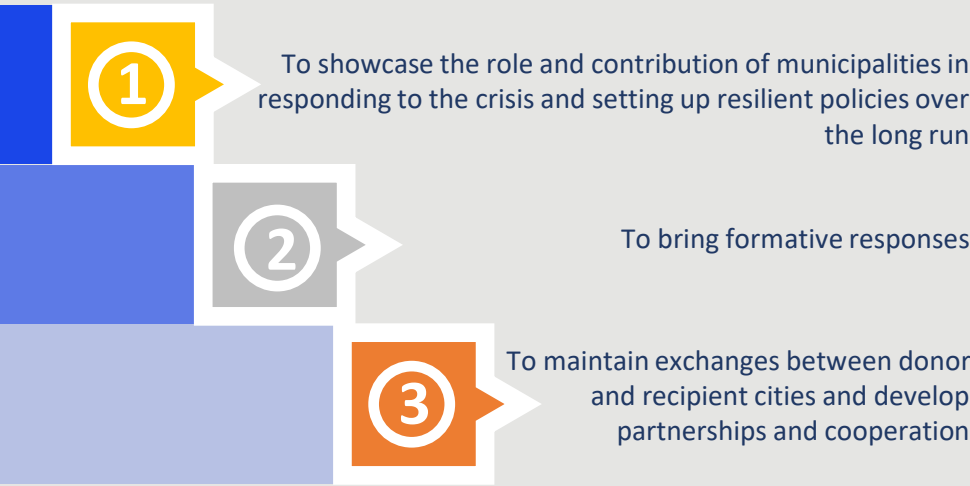 1
To showcase the role and contribution of municipalities in
responding to the crisis and setting up resilient policies over
the long run
2
To bring formative responses
3
To maintain exchanges between donor
and recipient cities and develop
partnerships and cooperation